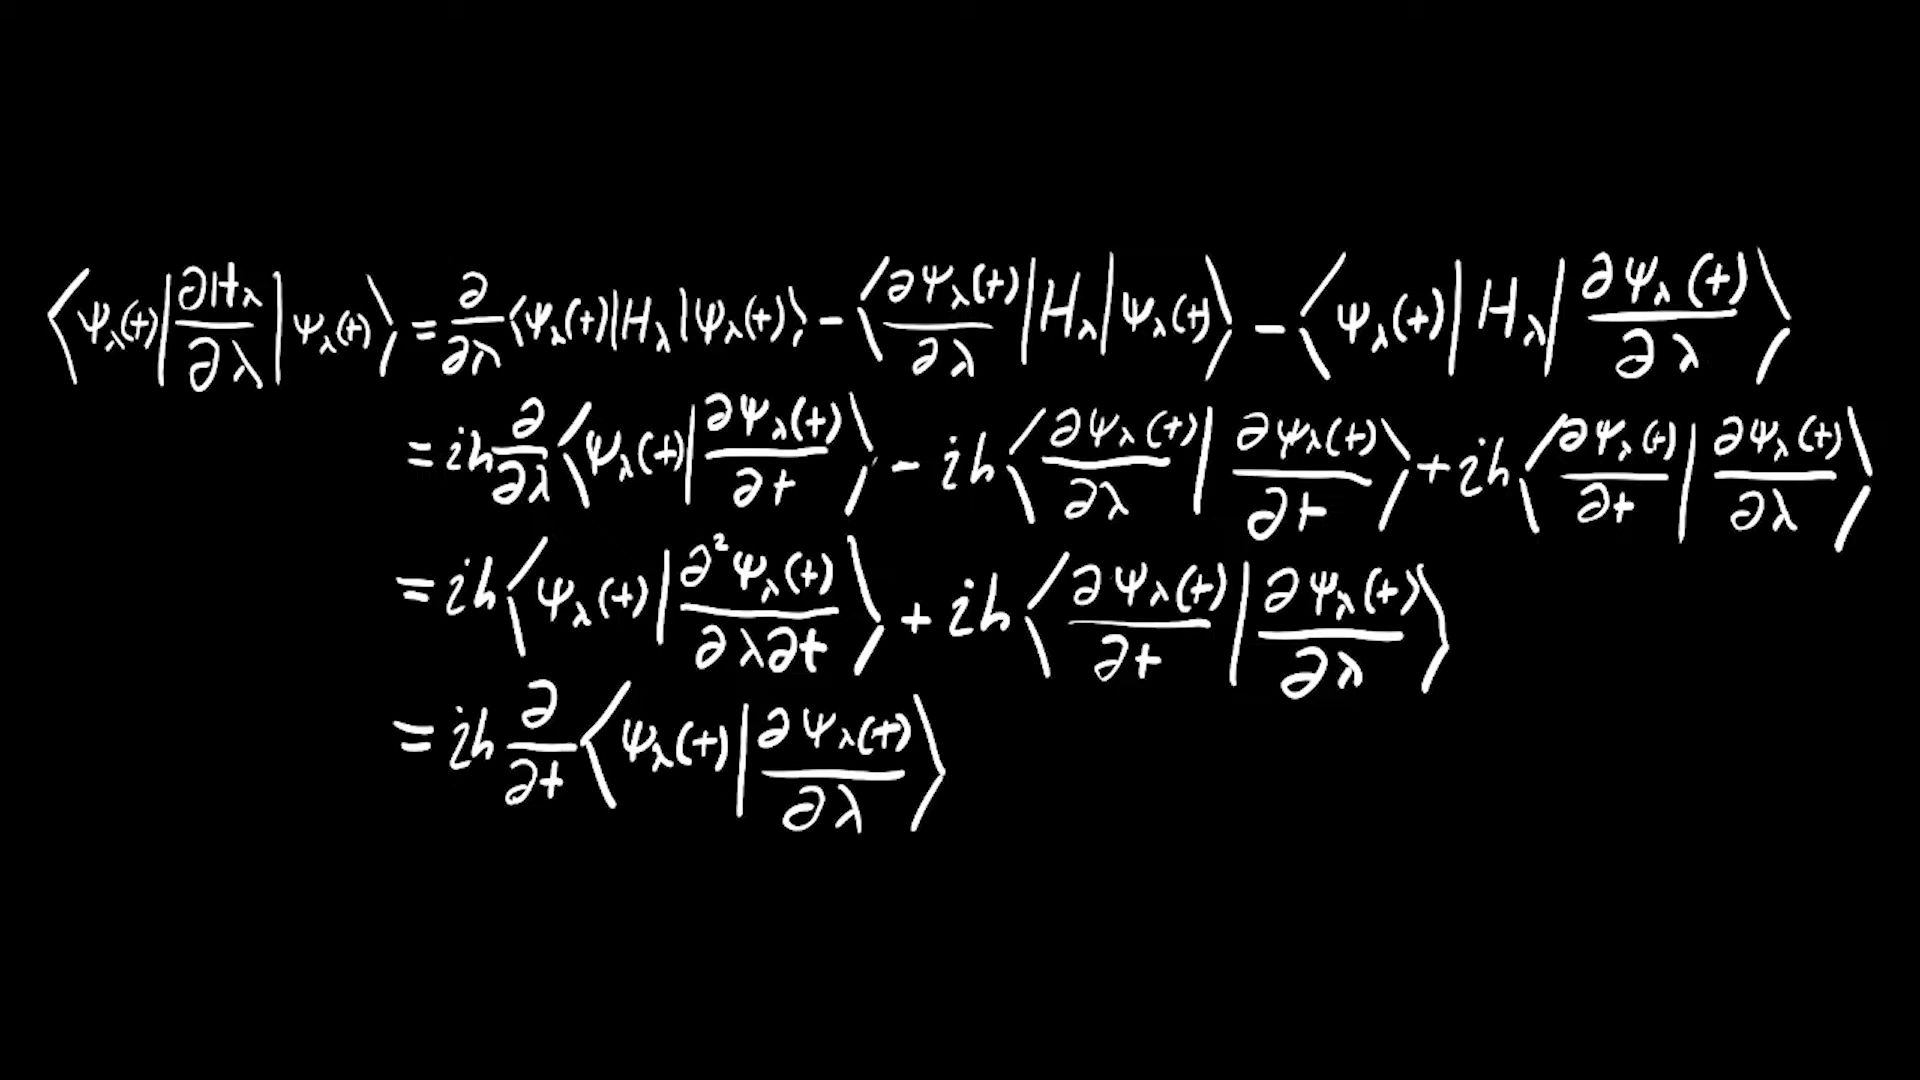 ⟨ψ_λ(t)|∂H_λ/∂λ|ψ_λ(t)⟩ = ∂/∂λ⟨ψ_λ(t)|H_λ|ψ_λ(t)⟩ − ⟨∂ψ_λ(t)/∂λ|H_λ|ψ_λ(t)⟩ − ⟨ψ_λ(t)|H_λ|∂ψ_λ(t)/∂λ⟩
= iħ ∂/∂λ⟨ψ_λ(t)|∂ψ_λ(t)/∂t⟩ − iħ⟨∂ψ_λ(t)/∂λ|∂ψ_λ(t)/∂t⟩ + iħ⟨∂ψ_λ(t)/∂t|∂ψ_λ(t)/∂λ⟩
= iħ⟨ψ_λ(t)|∂²ψ_λ(t)/∂λ∂t⟩ + iħ⟨∂ψ_λ(t)/∂t|∂ψ_λ(t)/∂λ⟩
= iħ ∂/∂t⟨ψ_λ(t)|∂ψ_λ(t)/∂λ⟩